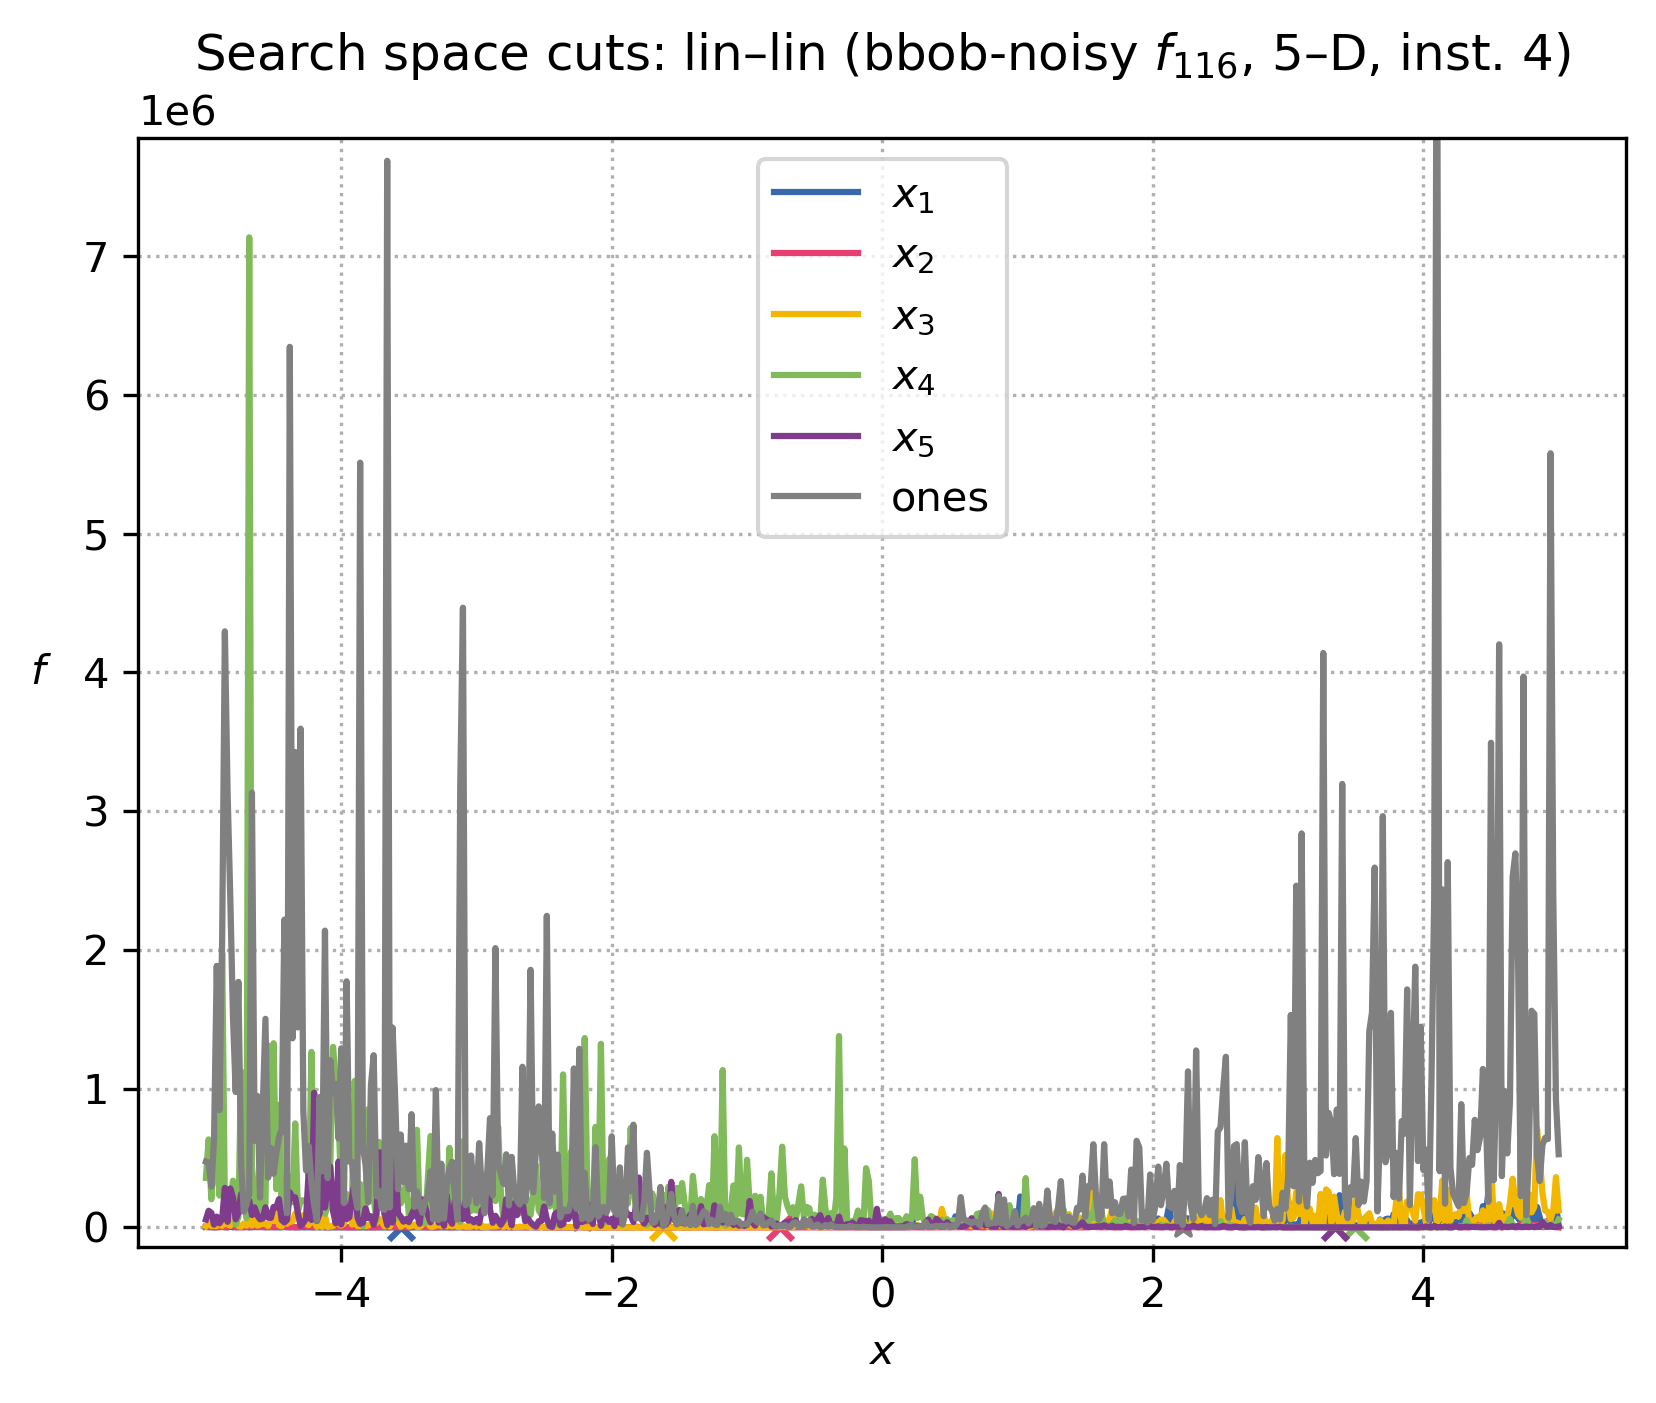 Search space cuts: lin–lin (bbob-noisy f₁₁₆, 5–D, inst. 4)
1e6
x₁
x₂
x₃
x₄
x₅
ones
7
6
5
4
3
2
1
0
f
−4 −2 0 2 4
x